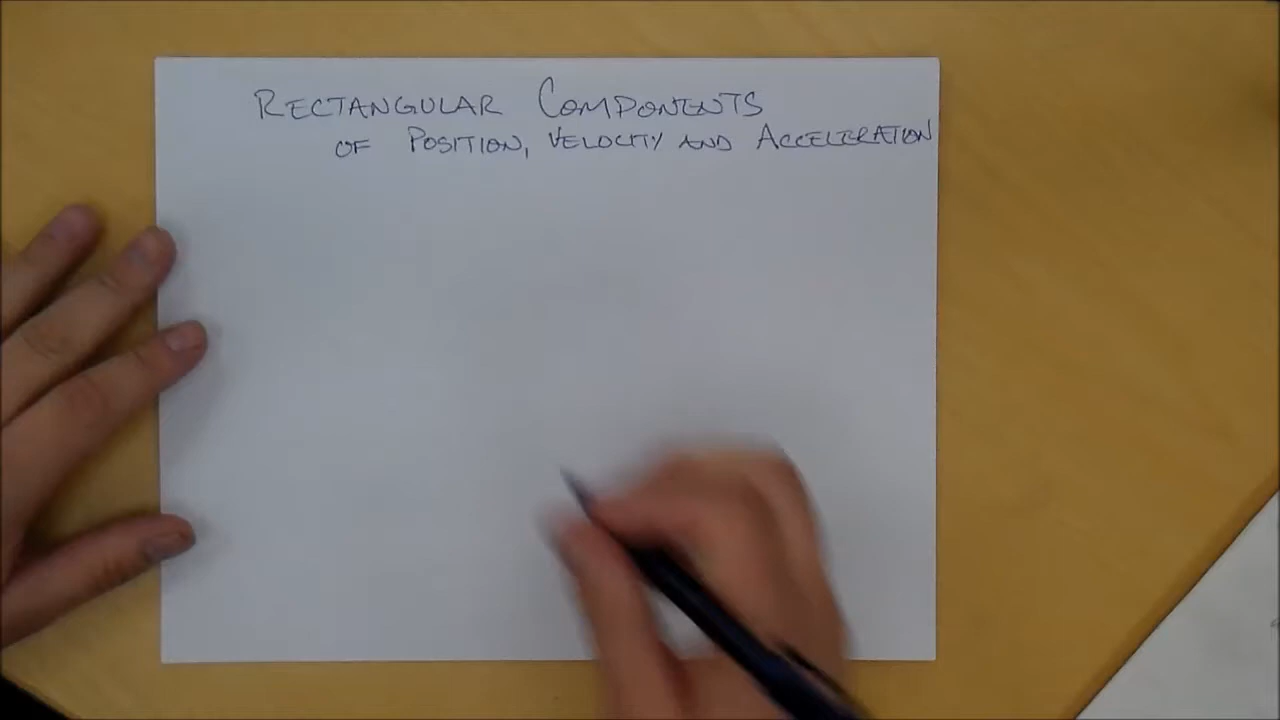 RECTANGULAR COMPONENTS
OF POSITION, VELOCITY AND ACCELERATION